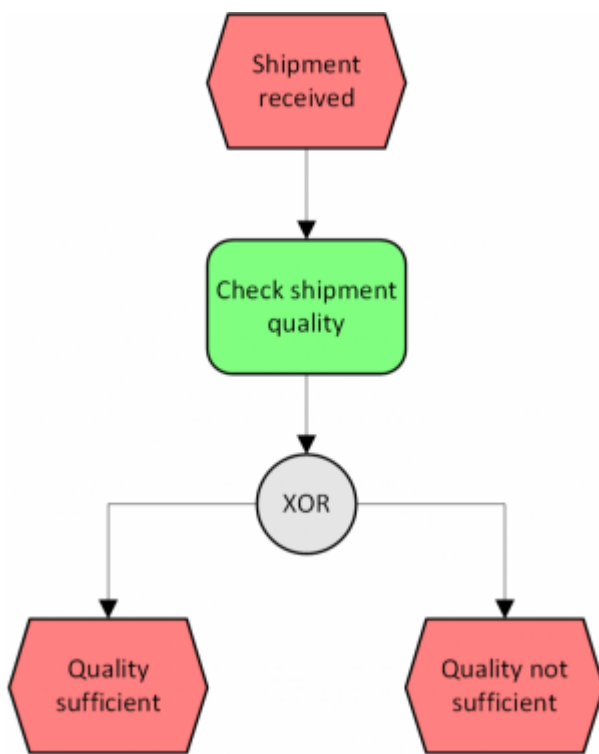 Shipment
received
Check shipment
quality
XOR
Quality
sufficient
Quality not
sufficient